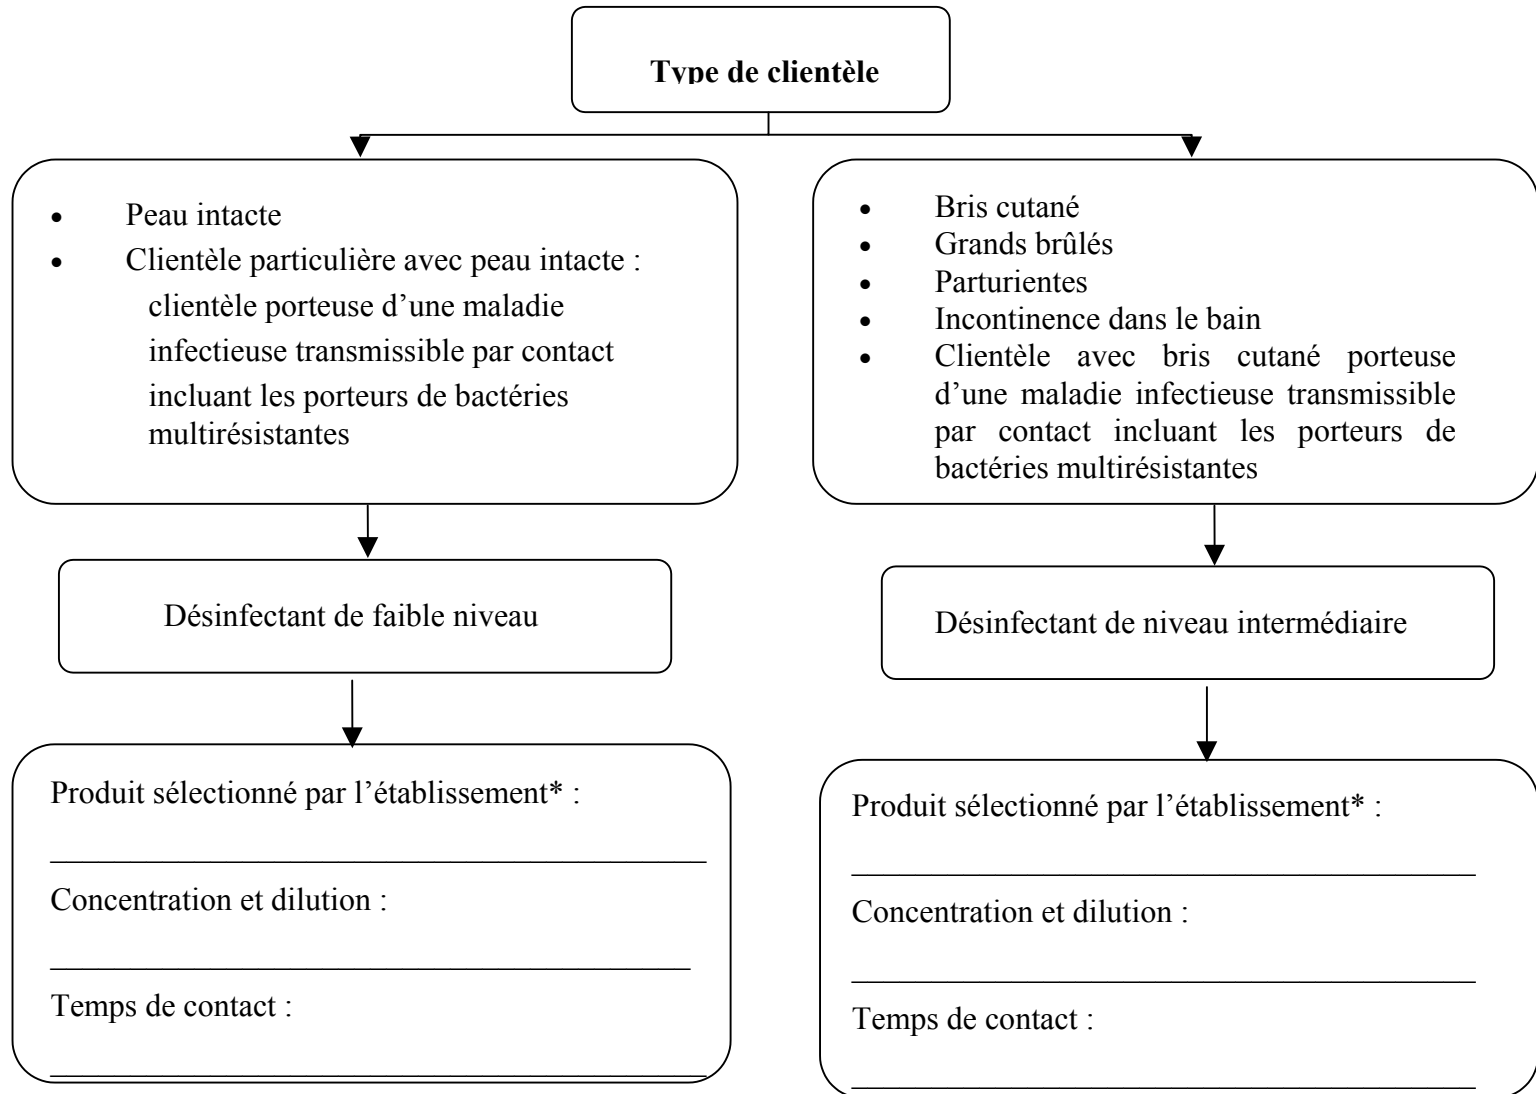 Type de clientèle
• Peau intacte
• Clientèle particulière avec peau intacte :
clientèle porteuse d’une maladie
infectieuse transmissible par contact
incluant les porteurs de bactéries
multirésistantes
• Bris cutané
• Grands brûlés
• Parturientes
• Incontinence dans le bain
• Clientèle avec bris cutané porteuse
d’une maladie infectieuse transmissible
par contact incluant les porteurs de
bactéries multirésistantes
Désinfectant de faible niveau
Désinfectant de niveau intermédiaire
Produit sélectionné par l’établissement* :
Concentration et dilution :
Temps de contact :
Produit sélectionné par l’établissement* :
Concentration et dilution :
Temps de contact :